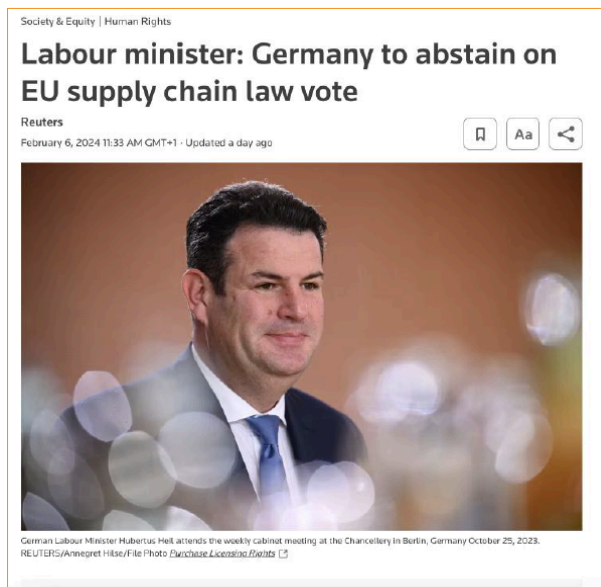 Society & Equity | Human Rights
Labour minister: Germany to abstain on
EU supply chain law vote
Reuters
February 6, 2024 11:33 AM GMT+1 · Updated a day ago
Aa
German Labour Minister Hubertus Heil attends the weekly cabinet meeting at the Chancellery in Berlin, Germany October 25, 2023.
REUTERS/Annegret Hilse/File Photo Purchase Licensing Rights